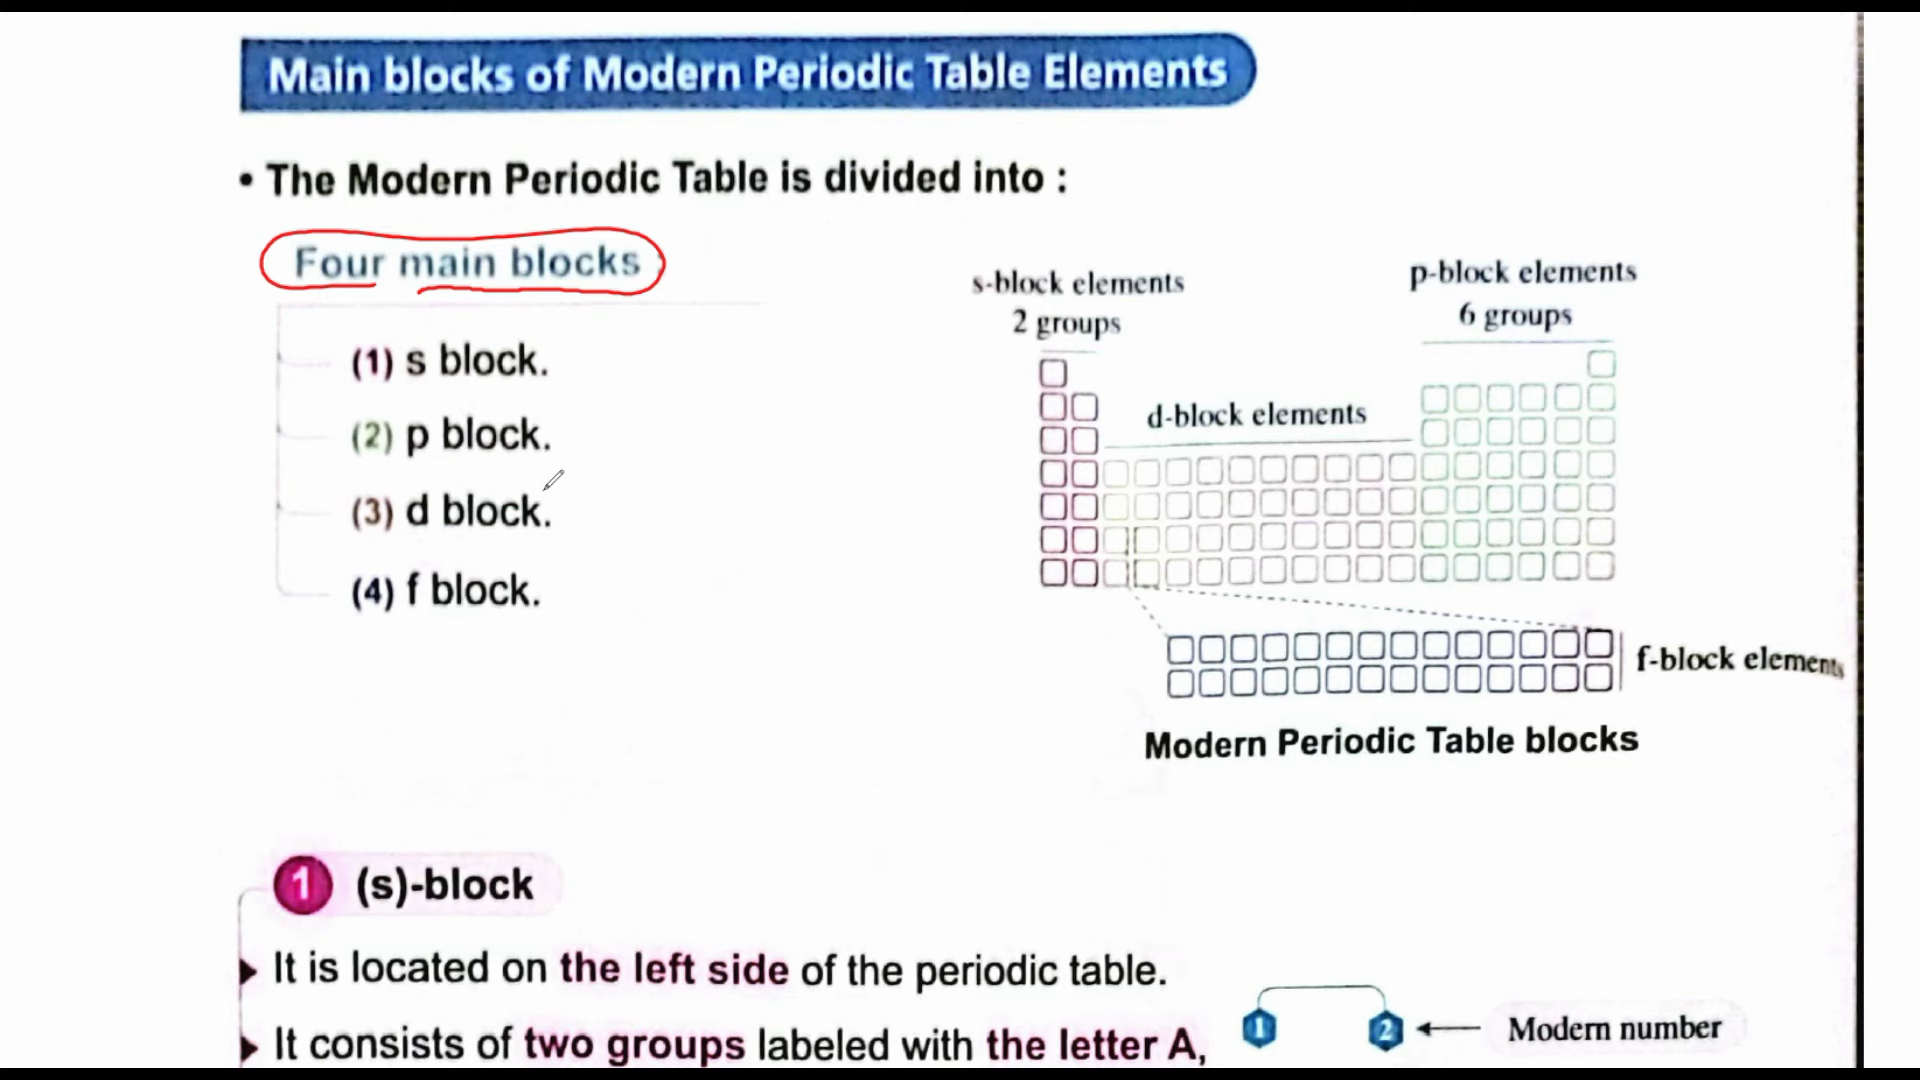 Main blocks of Modern Periodic Table Elements
• The Modern Periodic Table is divided into :
Four main blocks
(1) s block.
(2) p block.
(3) d block.
(4) f block.
s-block elements
2 groups
p-block elements
6 groups
d-block elements
f-block elements
Modern Periodic Table blocks
1 (s)-block
It is located on the left side of the periodic table.
It consists of two groups labeled with the letter A,
1 2 Modern number